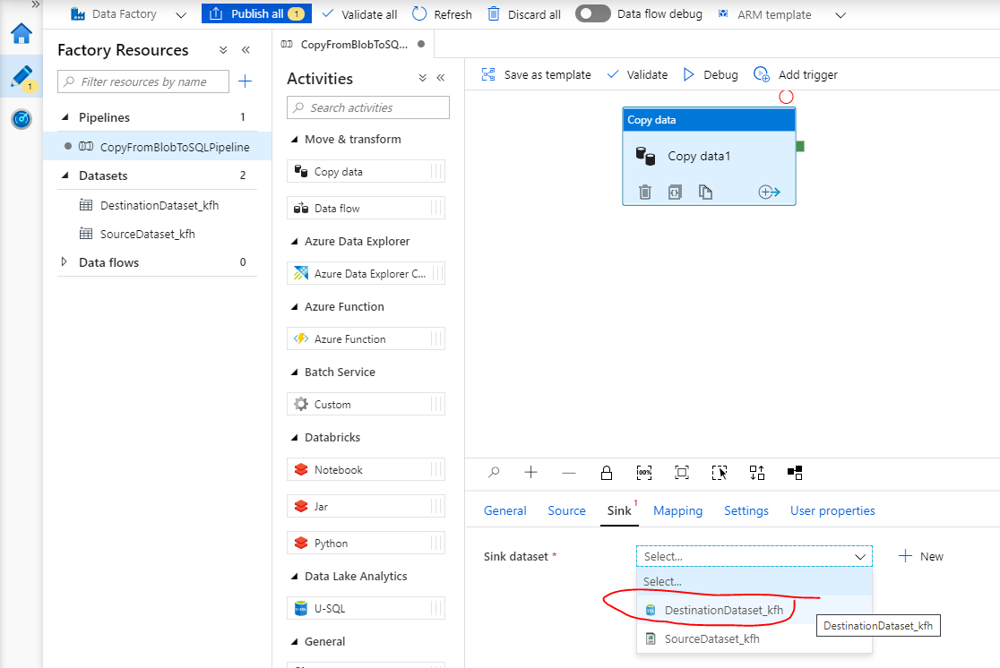 Data Factory
Publish all 1
Validate all
Refresh
Discard all
Data flow debug
ARM template
1
Factory Resources
Filter resources by name
Pipelines 1
CopyFromBlobToSQLPipeline
Datasets 2
DestinationDataset_kfh
SourceDataset_kfh
Data flows 0
CopyFromBlobToSQ...
Activities
Search activities
Move & transform
Copy data
Data flow
Azure Data Explorer
Azure Data Explorer C...
Azure Function
Azure Function
Batch Service
Custom
Databricks
Notebook
Jar
Python
Data Lake Analytics
U-SQL
General
Save as template
Validate
Debug
Add trigger
Copy data
Copy data1
100%
General
Source
Sink 1
Mapping
Settings
User properties
Sink dataset *
Select...
New
Select...
DestinationDataset_kfh
DestinationDataset_kfh
SourceDataset_kfh